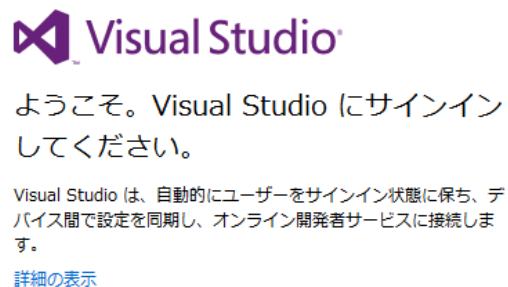 Visual Studio
ようこそ。Visual Studio にサインイン
してください。
Visual Studio は、自動的にユーザーをサインイン状態に保ち、デ
バイス間で設定を同期し、オンライン開発者サービスに接続しま
す。
詳細の表示